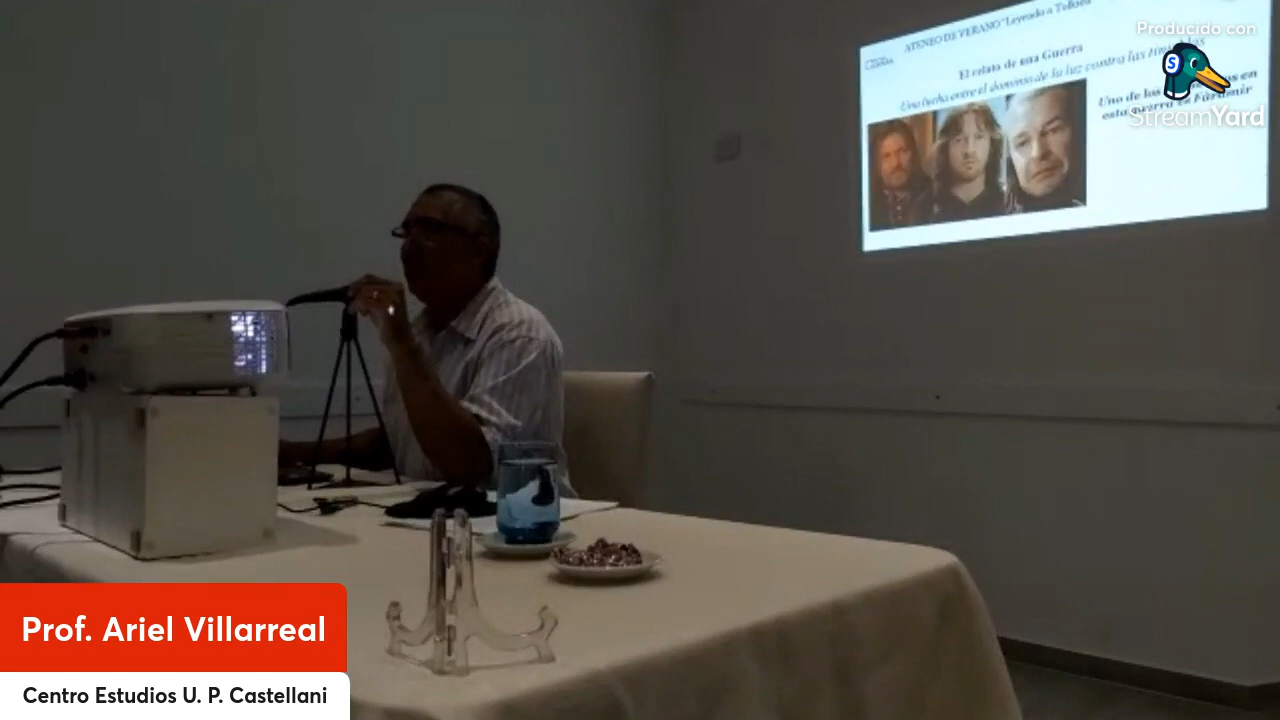 Producido con
StreamYard
ATENEO DE VERANO "Leyendo a Tolkien
El relato de una Guerra
Una lucha entre el dominio de la luz contra las
Uno de los en
esta guerra es Faramir
Prof. Ariel Villarreal
Centro Estudios U. P. Castellani